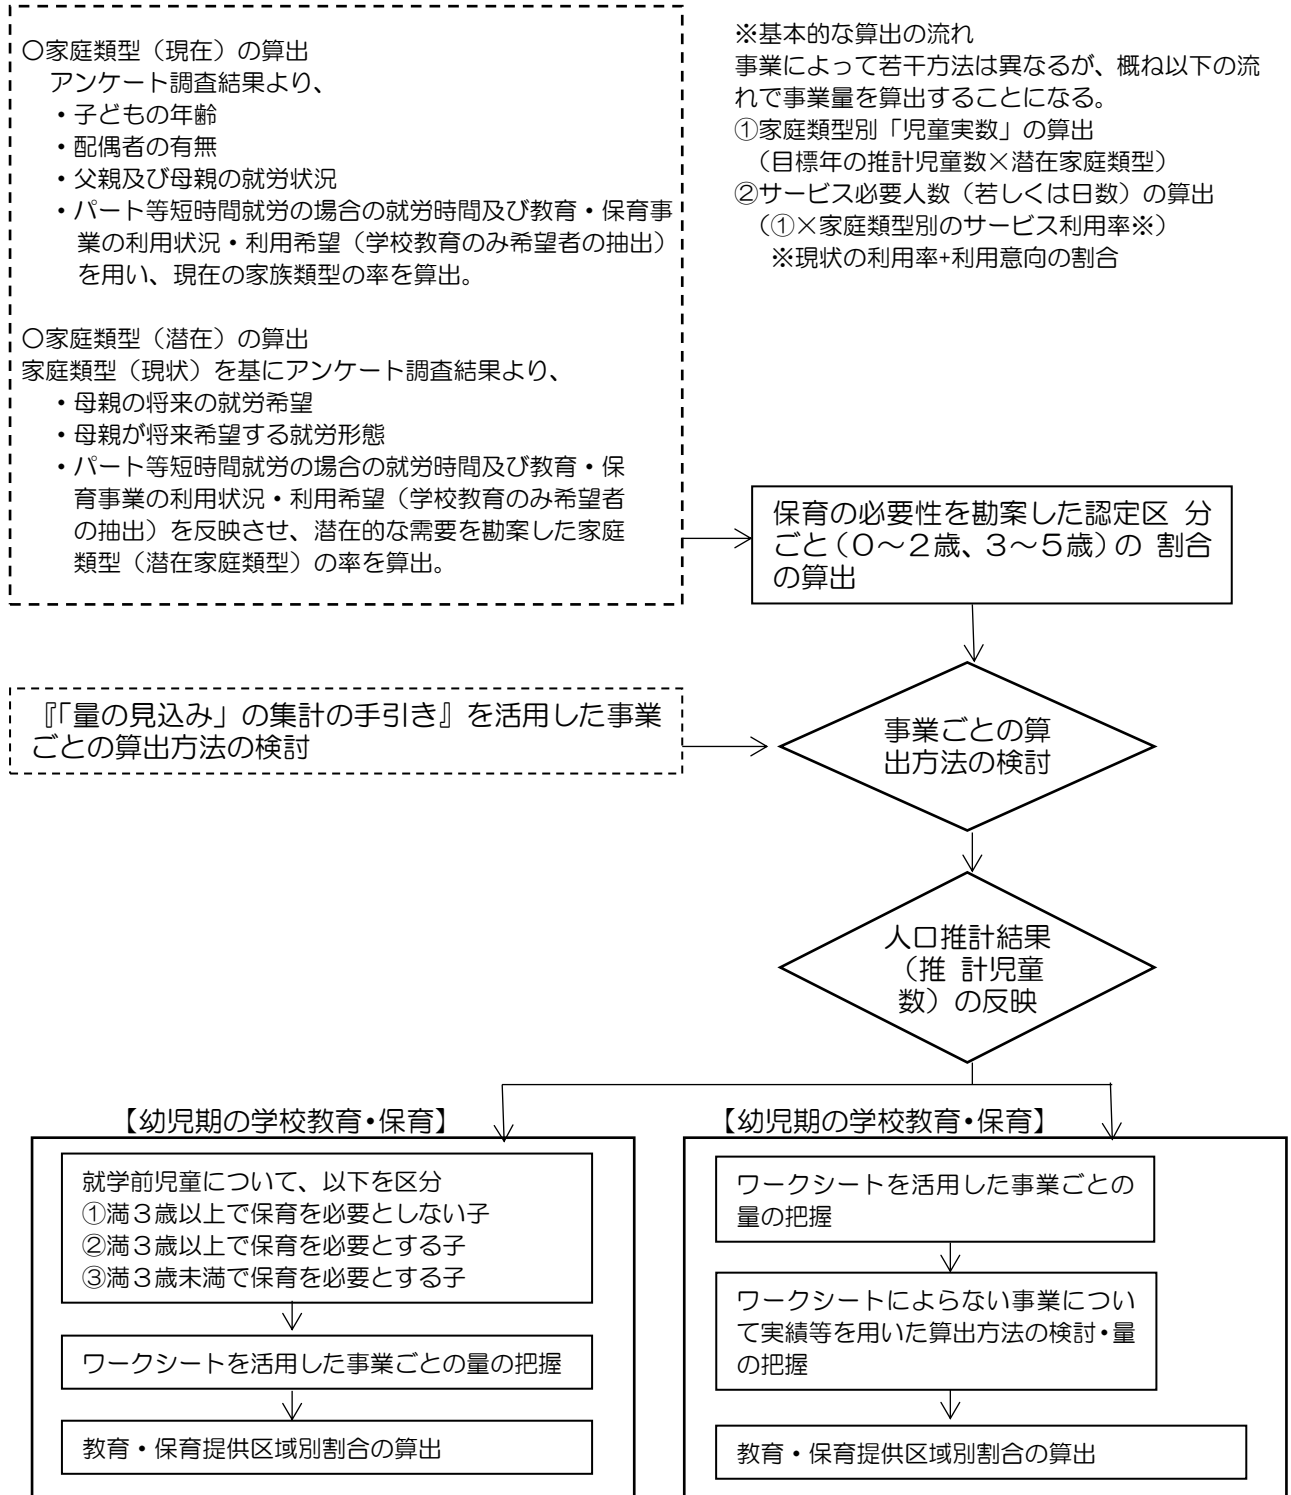 〇家庭類型（現在）の算出
アンケート調査結果より、
・子どもの年齢
・配偶者の有無
・父親及び母親の就労状況
・パート等短時間就労の場合の就労時間及び教育・保育事
業の利用状況・利用希望（学校教育のみ希望者の抽出）
を用い、現在の家族類型の率を算出。
〇家庭類型（潜在）の算出
家庭類型（現状）を基にアンケート調査結果より、
・母親の将来の就労希望
・母親が将来希望する就労形態
・パート等短時間就労の場合の就労時間及び教育・保
育事業の利用状況・利用希望（学校教育のみ希望者
の抽出）を反映させ、潜在的な需要を勘案した家庭
類型（潜在家庭類型）の率を算出。
※基本的な算出の流れ
事業によって若干方法は異なるが、概ね以下の流
れで事業量を算出することになる。
①家庭類型別「児童実数」の算出
（目標年の推計児童数×潜在家庭類型）
②サービス必要人数（若しくは日数）の算出
（①×家庭類型別のサービス利用率※）
※現状の利用率+利用意向の割合
保育の必要性を勘案した認定区 分
ごと（０～２歳、３～５歳）の 割合
の算出
『「量の見込み」の集計の手引き』を活用した事業
ごとの算出方法の検討
事業ごとの算
出方法の検討
人口推計結果
（推 計児童
数）の反映
【幼児期の学校教育・保育】
就学前児童について、以下を区分
①満３歳以上で保育を必要としない子
②満３歳以上で保育を必要とする子
③満３歳未満で保育を必要とする子
ワークシートを活用した事業ごとの量の把握
教育・保育提供区域別割合の算出
【幼児期の学校教育・保育】
ワークシートを活用した事業ごとの
量の把握
ワークシートによらない事業につい
て実績等を用いた算出方法の検討・量
の把握
教育・保育提供区域別割合の算出